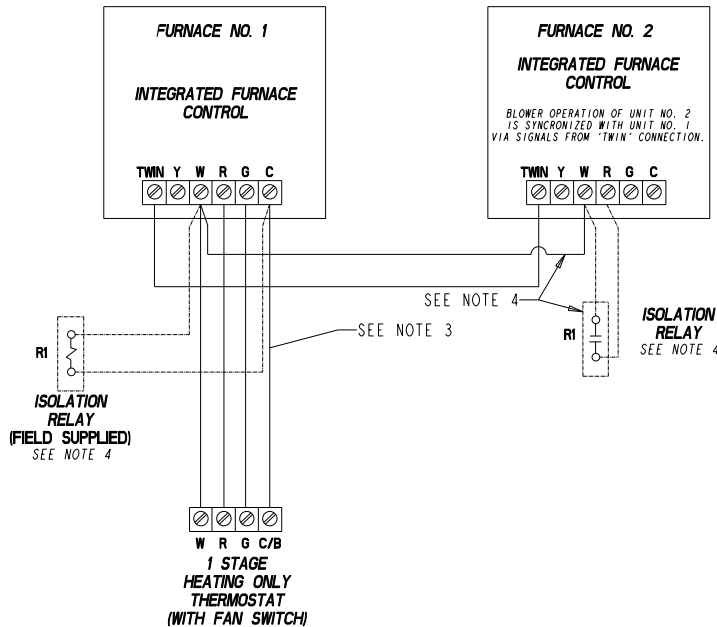 FURNACE NO. 1
INTEGRATED FURNACE
CONTROL
TWIN Y W R G C
FURNACE NO. 2
INTEGRATED FURNACE
CONTROL
BLOWER OPERATION OF UNIT NO. 2
IS SYNCRONIZED WITH UNIT NO. 1
VIA SIGNALS FROM 'TWIN' CONNECTION.
TWIN Y W R G C
SEE NOTE 4
SEE NOTE 3
R1
ISOLATION
RELAY
(FIELD SUPPLIED)
SEE NOTE 4
R1
ISOLATION
RELAY
SEE NOTE 4
W R G C/B
1 STAGE
HEATING ONLY
THERMOSTAT
(WITH FAN SWITCH)